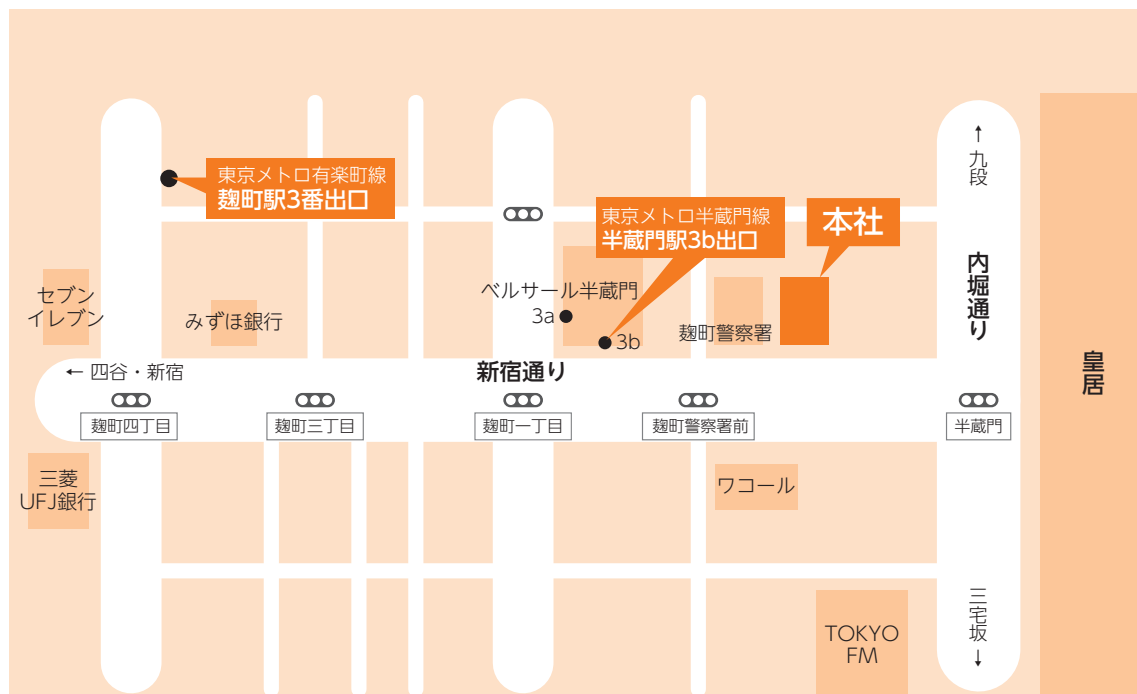 ↑
九段
東京メトロ有楽町線
麹町駅3番出口
東京メトロ半蔵門線
半蔵門駅3b出口
本社
内堀通り
セブン
イレブン
みずほ銀行
ベルサール半蔵門
3a
3b
麹町警察署
皇居
← 四谷・新宿
新宿通り
麹町四丁目
麹町三丁目
麹町一丁目
麹町警察署前
半蔵門
三菱
UFJ銀行
ワコール
三宅坂
↓
TOKYO
FM